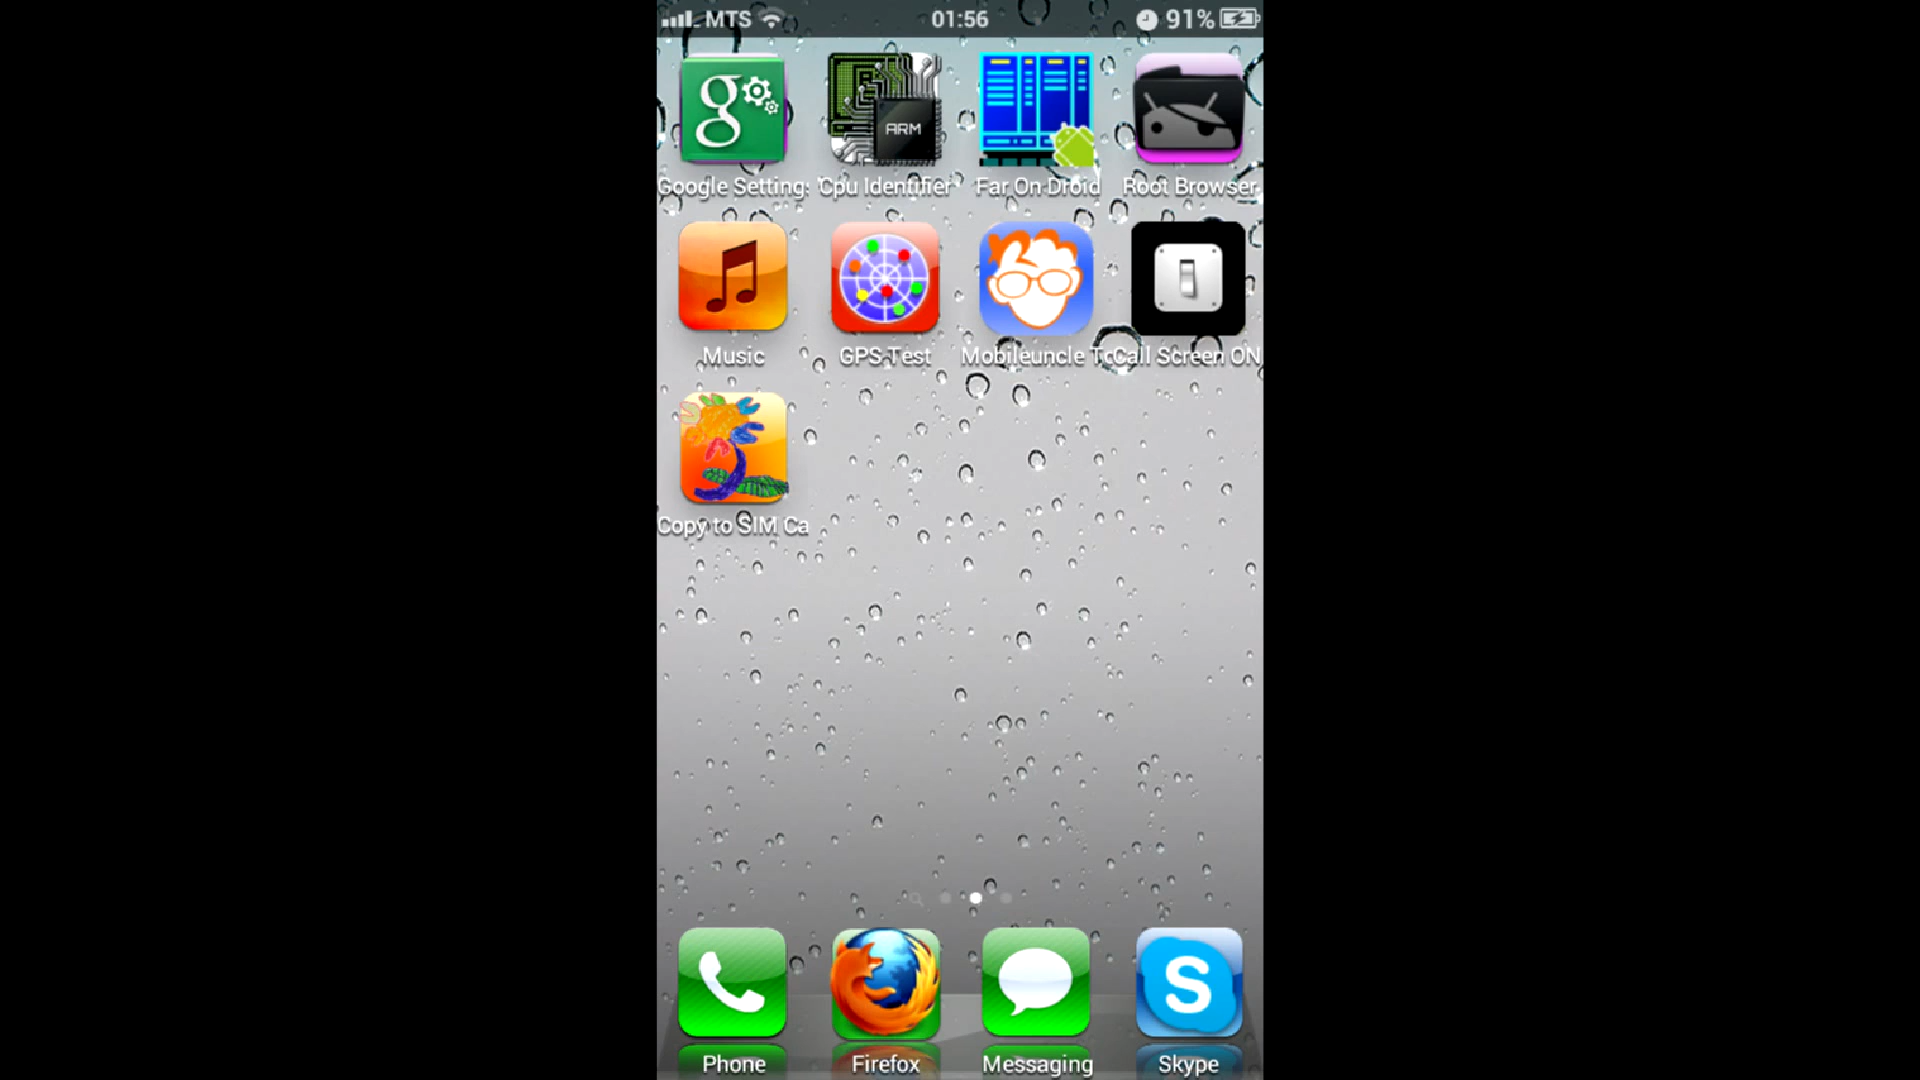 MTS 01:56 91%
Google Setting
Cpu Identifier
Far On Droid
Root Browser
g
ARM
Music
GPS Test
Mobileuncle To
Call Screen ON
Copy to SIM Ca
S
Phone
Firefox
Messaging
Skype